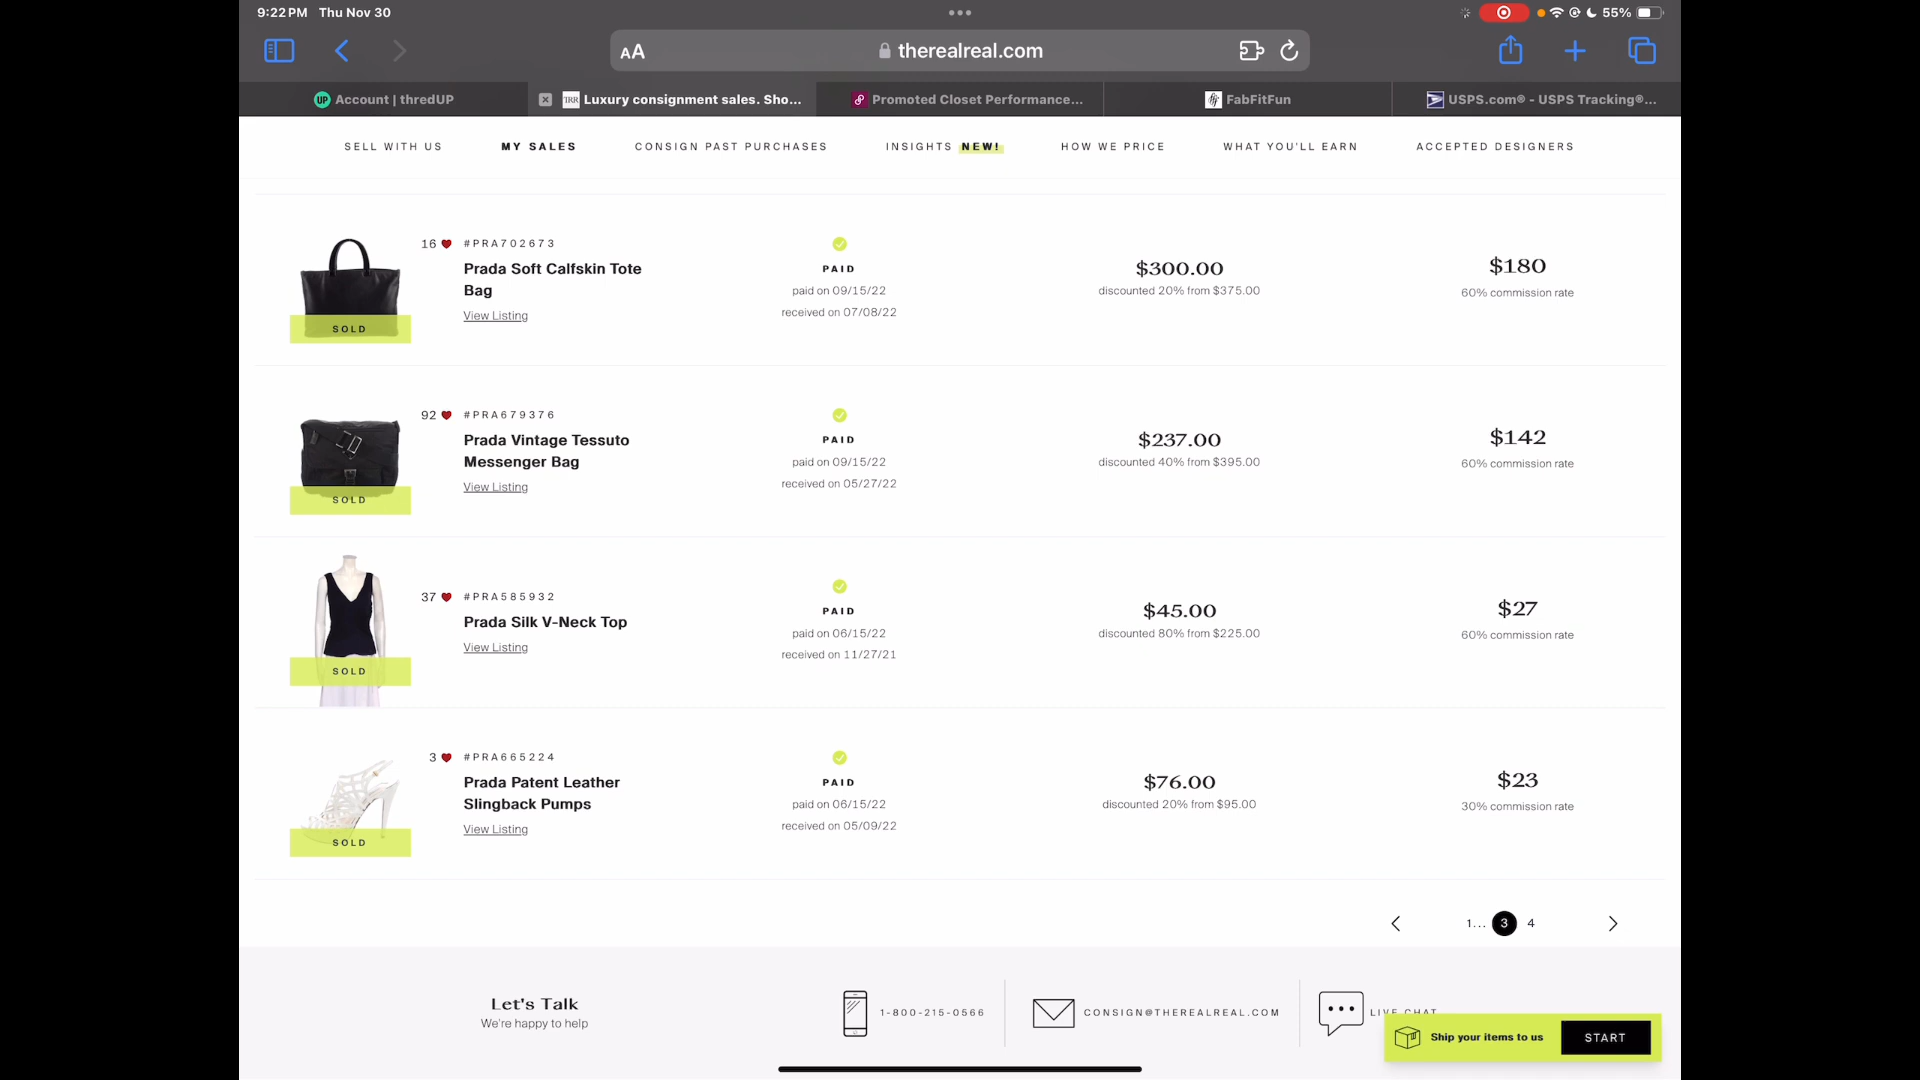 9:22 PM Thu Nov 30
55%
AA
therealreal.com
UP Account | thredUP
TRR Luxury consignment sales. Sho...
Promoted Closet Performance...
FabFitFun
USPS.com® - USPS Tracking®...
SELL WITH US
MY SALES
CONSIGN PAST PURCHASES
INSIGHTS NEW!
HOW WE PRICE
WHAT YOU'LL EARN
ACCEPTED DESIGNERS
16 #PRA702673
Prada Soft Calfskin Tote
Bag
View Listing
SOLD
PAID
paid on 09/15/22
received on 07/08/22
$300.00
discounted 20% from $375.00
$180
60% commission rate
92 #PRA679376
Prada Vintage Tessuto
Messenger Bag
View Listing
SOLD
PAID
paid on 09/15/22
received on 05/27/22
$237.00
discounted 40% from $395.00
$142
60% commission rate
37 #PRA585932
Prada Silk V-Neck Top
View Listing
SOLD
PAID
paid on 06/15/22
received on 11/27/21
$45.00
discounted 80% from $225.00
$27
60% commission rate
3 #PRA665224
Prada Patent Leather
Slingback Pumps
View Listing
SOLD
PAID
paid on 06/15/22
received on 05/09/22
$76.00
discounted 20% from $95.00
$23
30% commission rate
1... 3 4
Let's Talk
We're happy to help
1-800-215-0566
CONSIGN@THEREALREAL.COM
LIVE CHAT
Ship your items to us
START